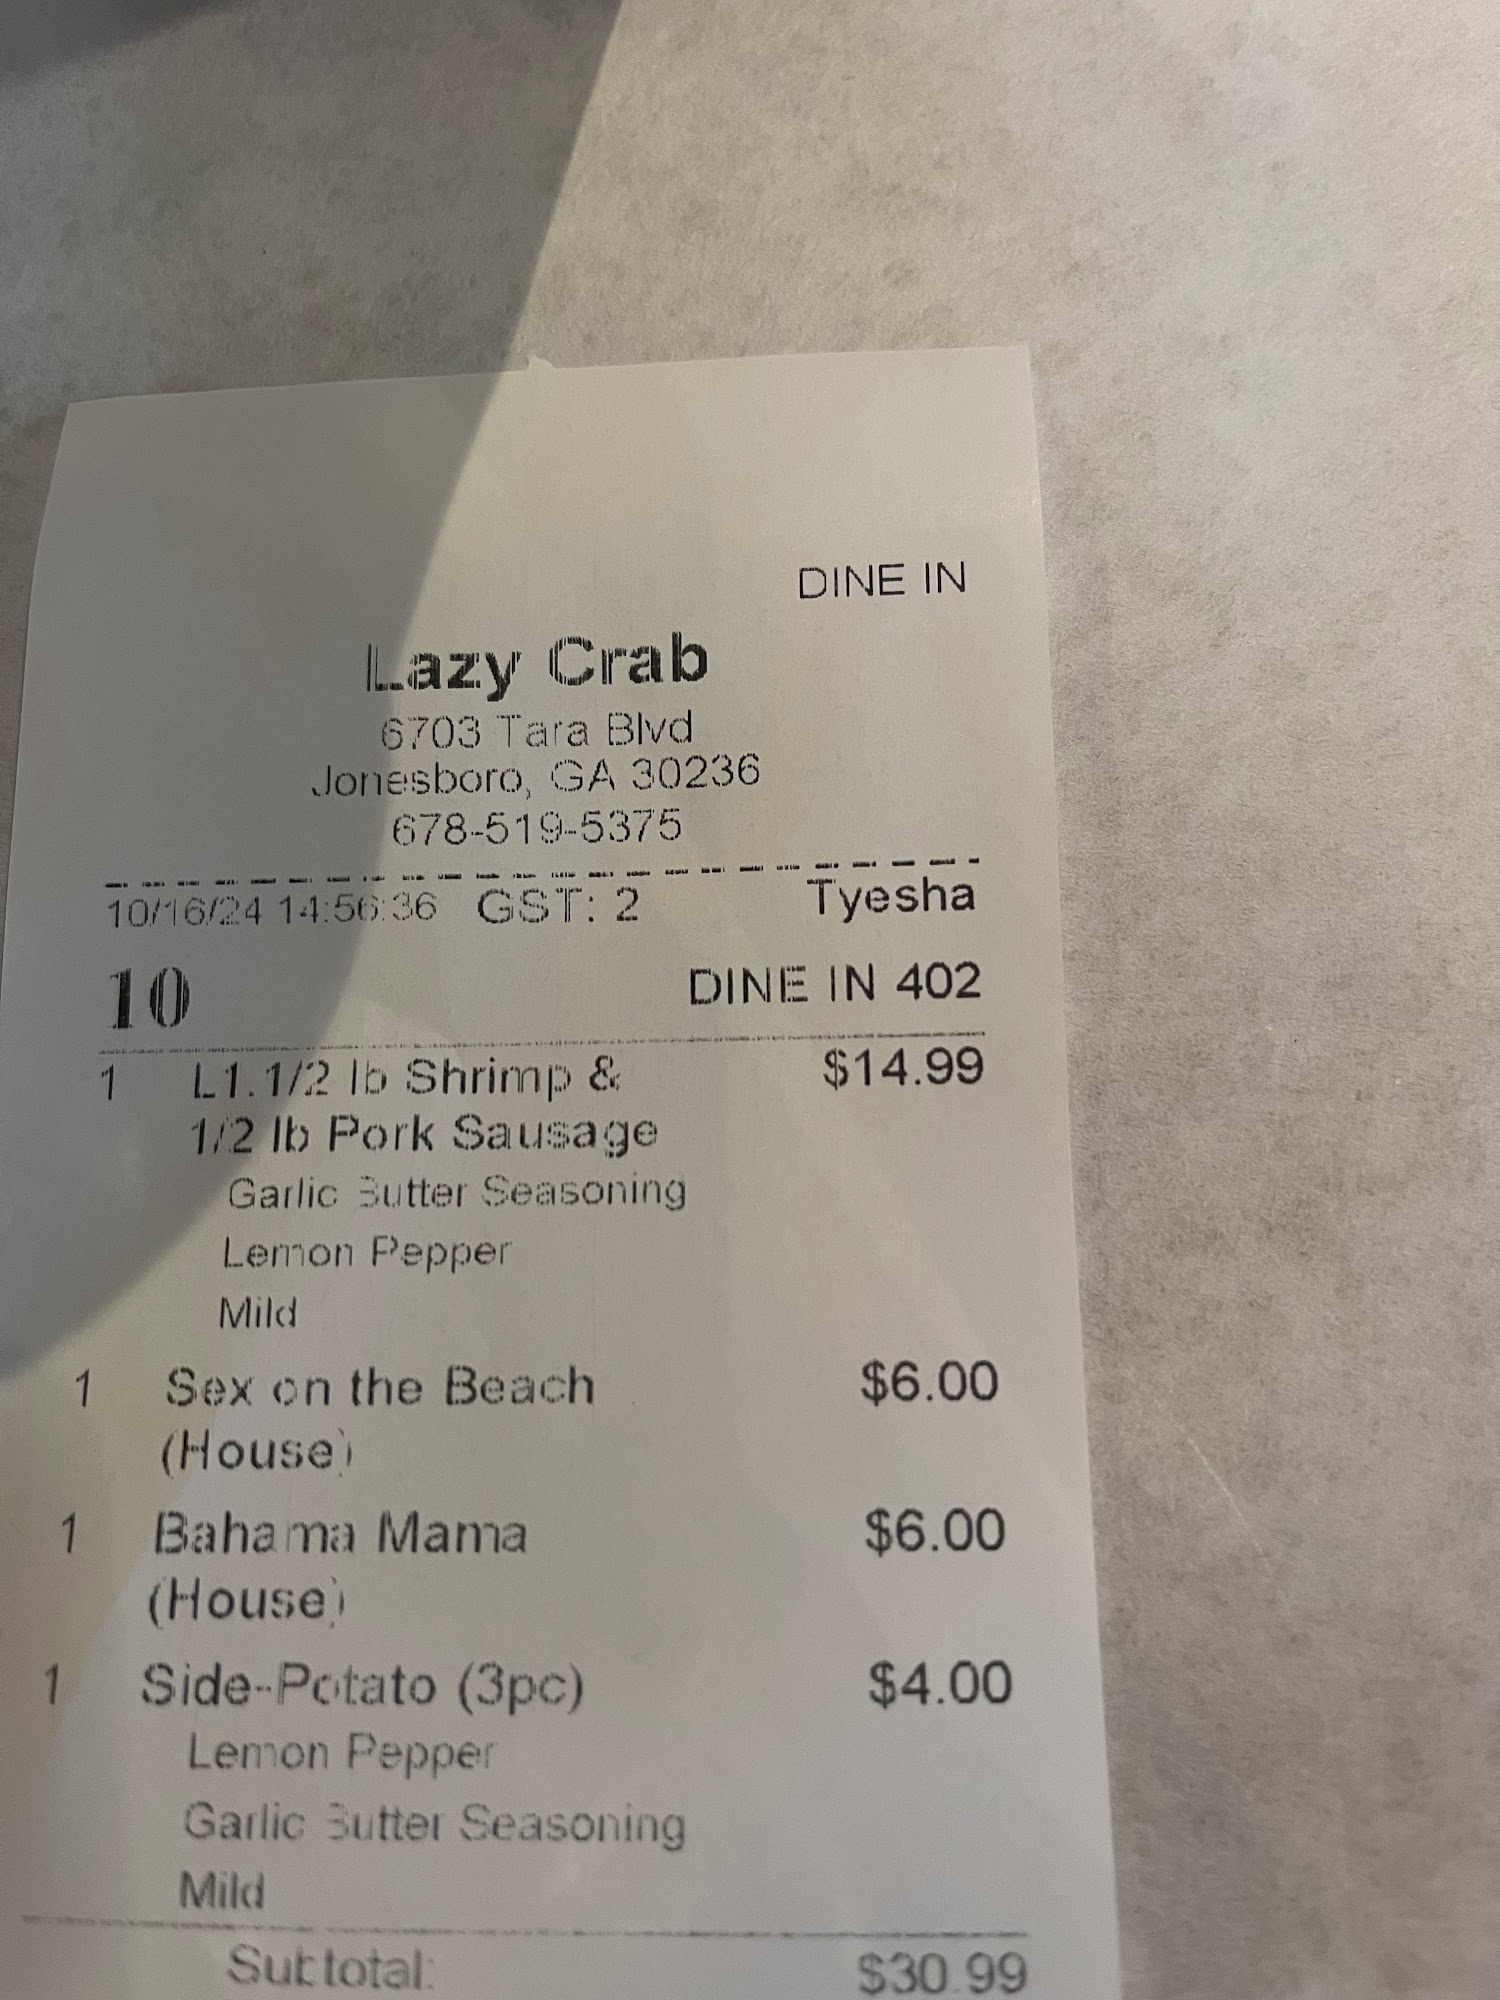 DINE IN
Lazy Crab
6703 Tara Blvd
Jonesboro, GA 30236
678-519-5375
10/16/24 14:56:36 GST: 2 Tyesha
10 DINE IN 402
1 L1.1/2 lb Shrimp & $14.99
1/2 lb Pork Sausage
Garlic Butter Seasoning
Lemon Pepper
Mild
1 Sex on the Beach $6.00
(House)
1 Bahama Mama $6.00
(House)
1 Side-Potato (3pc) $4.00
Lemon Pepper
Garlic Butter Seasoning
Mild
Subtotal: $30.99